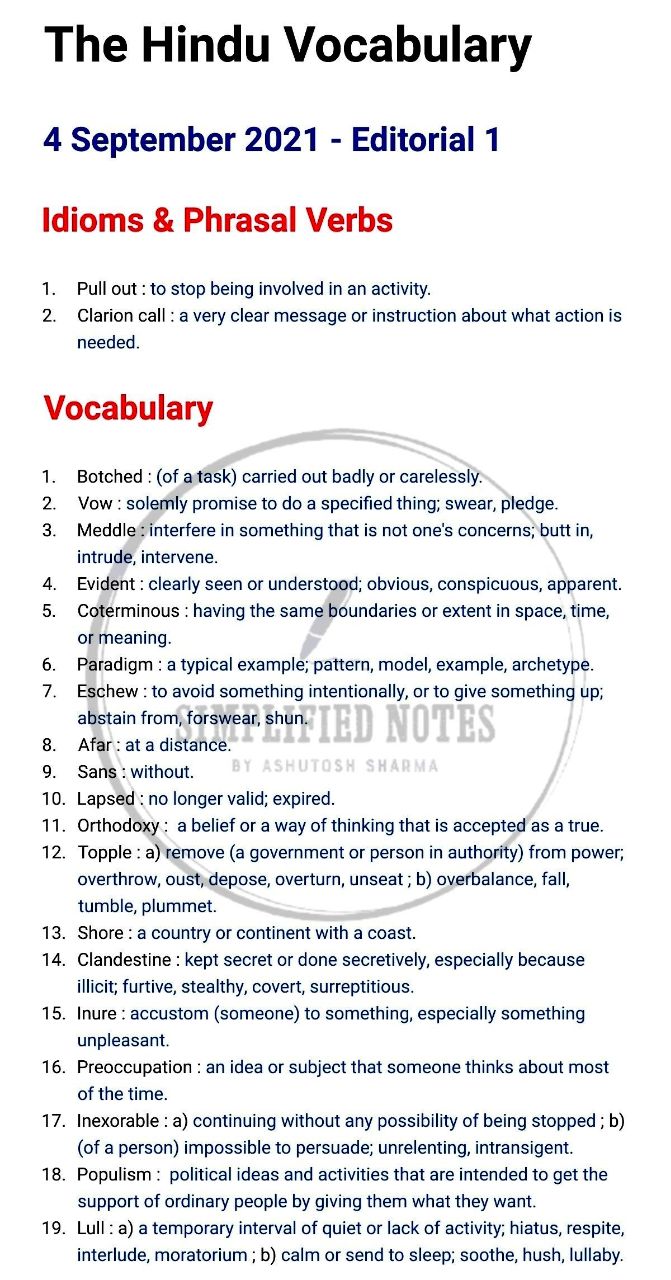 The Hindu Vocabulary
4 September 2021 - Editorial 1
Idioms & Phrasal Verbs
1. Pull out : to stop being involved in an activity.
2. Clarion call : a very clear message or instruction about what action is
needed.
Vocabulary
1. Botched : (of a task) carried out badly or carelessly.
2. Vow : solemly promise to do a specified thing; swear, pledge.
3. Meddle : interfere in something that is not one's concerns; butt in,
intrude, intervene.
4. Evident : clearly seen or understood; obvious, conspicuous, apparent.
5. Coterminous : having the same boundaries or extent in space, time,
or meaning.
6. Paradigm : a typical example; pattern, model, example, archetype.
7. Eschew : to avoid something intentionally, or to give something up;
abstain from, forswear, shun.
SIMPLIFIED NOTES
8. Afar : at a distance.
BY ASHUTOSH SHARMA
9. Sans : without.
10. Lapsed : no longer valid; expired.
11. Orthodoxy : a belief or a way of thinking that is accepted as a true.
12. Topple : a) remove (a government or person in authority) from power;
overthrow, oust, depose, overturn, unseat ; b) overbalance, fall,
tumble, plummet.
13. Shore : a country or continent with a coast.
14. Clandestine : kept secret or done secretively, especially because
illicit; furtive, stealthy, covert, surreptitious.
15. Inure : accustom (someone) to something, especially something
unpleasant.
16. Preoccupation : an idea or subject that someone thinks about most
of the time.
17. Inexorable : a) continuing without any possibility of being stopped ; b)
(of a person) impossible to persuade; unrelenting, intransigent.
18. Populism : political ideas and activities that are intended to get the
support of ordinary people by giving them what they want.
19. Lull : a) a temporary interval of quiet or lack of activity; hiatus, respite,
interlude, moratorium ; b) calm or send to sleep; soothe, hush, lullaby.